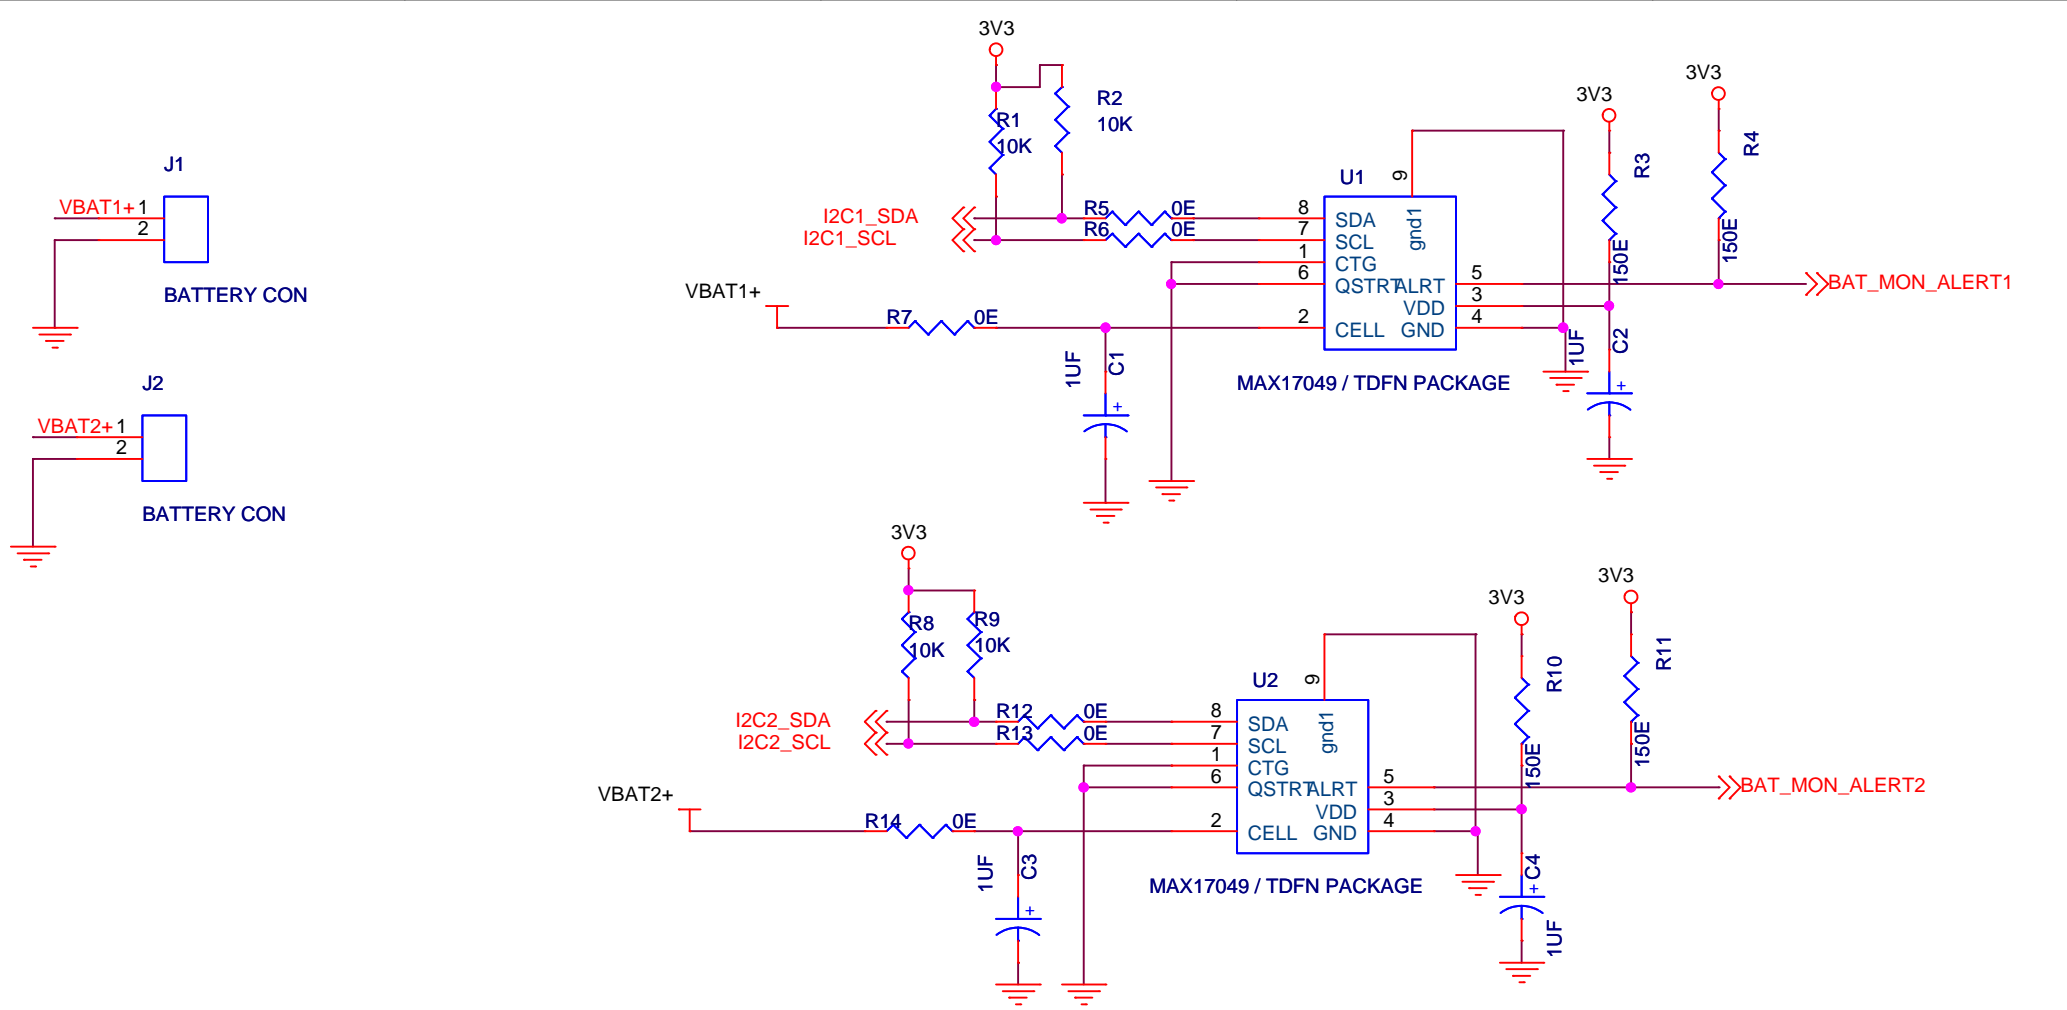 J1
VBAT1+ 1
2
BATTERY CON
J2
VBAT2+ 1
2
BATTERY CON
3V3
R1
10K
R2
10K
I2C1_SDA
I2C1_SCL
R5 0E
R6 0E
VBAT1+
R7 0E
1UF
C1
U1
9
gnd1
8 SDA
7 SCL
1 CTG
6 QSTRT
2 CELL
ALRT 5
VDD 3
GND 4
MAX17049 / TDFN PACKAGE
3V3
R3
150E
3V3
R4
150E
BAT_MON_ALERT1
1UF
C2
3V3
R8
10K
R9
10K
I2C2_SDA
I2C2_SCL
R12 0E
R13 0E
VBAT2+
R14 0E
1UF
C3
U2
9
gnd1
8 SDA
7 SCL
1 CTG
6 QSTRT
2 CELL
ALRT 5
VDD 3
GND 4
MAX17049 / TDFN PACKAGE
3V3
R10
150E
3V3
R11
150E
BAT_MON_ALERT2
C4
1UF